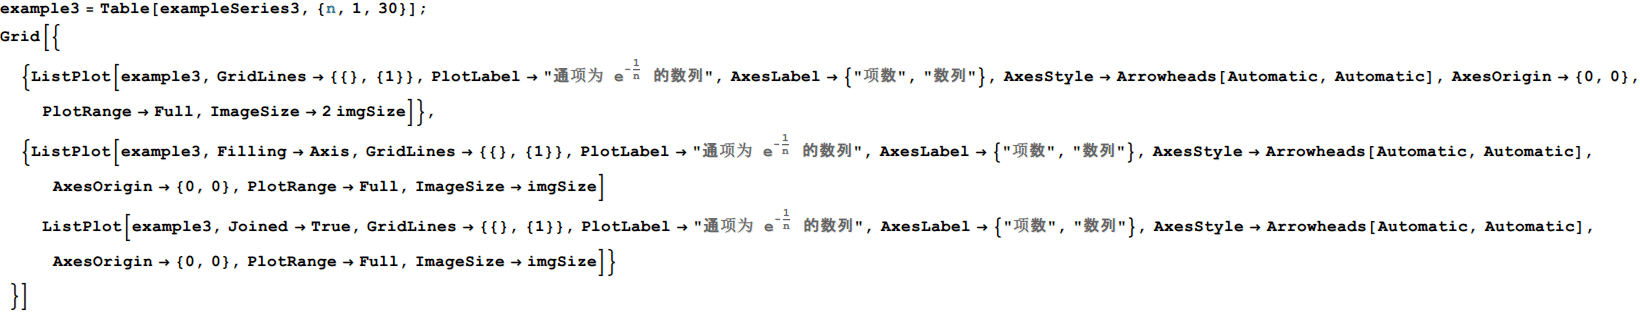 example3 = Table[exampleSeries3, {n, 1, 30}];
Grid[{
{ListPlot[example3, GridLines → {{}, {1}}, PlotLabel → "通项为 e^(-1/n) 的数列", AxesLabel → {"项数", "数列"}, AxesStyle → Arrowheads[Automatic, Automatic], AxesOrigin → {0, 0},
PlotRange → Full, ImageSize → 2 imgSize]},
{ListPlot[example3, Filling → Axis, GridLines → {{}, {1}}, PlotLabel → "通项为 e^(-1/n) 的数列", AxesLabel → {"项数", "数列"}, AxesStyle → Arrowheads[Automatic, Automatic],
AxesOrigin → {0, 0}, PlotRange → Full, ImageSize → imgSize]
ListPlot[example3, Joined → True, GridLines → {{}, {1}}, PlotLabel → "通项为 e^(-1/n) 的数列", AxesLabel → {"项数", "数列"}, AxesStyle → Arrowheads[Automatic, Automatic],
AxesOrigin → {0, 0}, PlotRange → Full, ImageSize → imgSize]}
}]